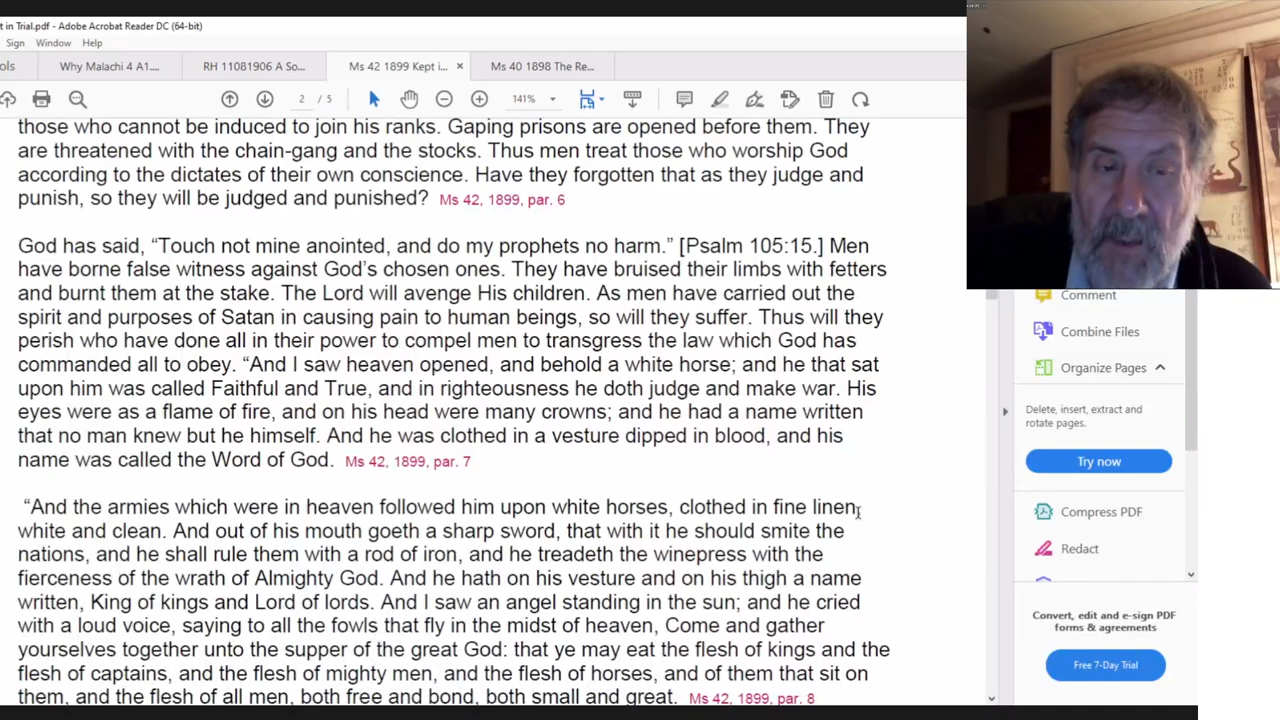 t in Trial.pdf - Adobe Acrobat Reader DC (64-bit)
Sign Window Help
ols Why Malachi 4 A1.... RH 11081906 A So... Ms 42 1899 Kept i... × Ms 40 1898 The Re...
2 / 5 141%
those who cannot be induced to join his ranks. Gaping prisons are opened before them. They
are threatened with the chain-gang and the stocks. Thus men treat those who worship God
according to the dictates of their own conscience. Have they forgotten that as they judge and
punish, so they will be judged and punished? Ms 42, 1899, par. 6
God has said, “Touch not mine anointed, and do my prophets no harm.” [Psalm 105:15.] Men
have borne false witness against God’s chosen ones. They have bruised their limbs with fetters
and burnt them at the stake. The Lord will avenge His children. As men have carried out the
spirit and purposes of Satan in causing pain to human beings, so will they suffer. Thus will they
perish who have done all in their power to compel men to transgress the law which God has
commanded all to obey. “And I saw heaven opened, and behold a white horse; and he that sat
upon him was called Faithful and True, and in righteousness he doth judge and make war. His
eyes were as a flame of fire, and on his head were many crowns; and he had a name written
that no man knew but he himself. And he was clothed in a vesture dipped in blood, and his
name was called the Word of God. Ms 42, 1899, par. 7
“And the armies which were in heaven followed him upon white horses, clothed in fine linen,
white and clean. And out of his mouth goeth a sharp sword, that with it he should smite the
nations, and he shall rule them with a rod of iron, and he treadeth the winepress with the
fierceness of the wrath of Almighty God. And he hath on his vesture and on his thigh a name
written, King of kings and Lord of lords. And I saw an angel standing in the sun; and he cried
with a loud voice, saying to all the fowls that fly in the midst of heaven, Come and gather
yourselves together unto the supper of the great God: that ye may eat the flesh of kings and the
flesh of captains, and the flesh of mighty men, and the flesh of horses, and of them that sit on
them, and the flesh of all men, both free and bond, both small and great. Ms 42, 1899, par. 8
Comment
Combine Files
Organize Pages
Delete, insert, extract and
rotate pages.
Try now
Compress PDF
Redact
Convert, edit and e-sign PDF
forms & agreements
Free 7-Day Trial